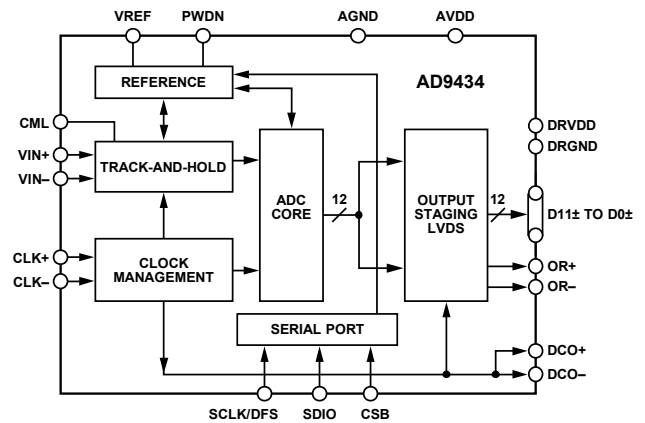 VREF PWDN AGND AVDD
REFERENCE
AD9434
CML
DRVDD
VIN+
DRGND
TRACK-AND-HOLD
VIN–
ADC
CORE
12
OUTPUT
STAGING
LVDS
12
D11± TO D0±
CLK+
CLOCK
MANAGEMENT
OR+
CLK–
OR–
SERIAL PORT
DCO+
DCO–
SCLK/DFS SDIO CSB